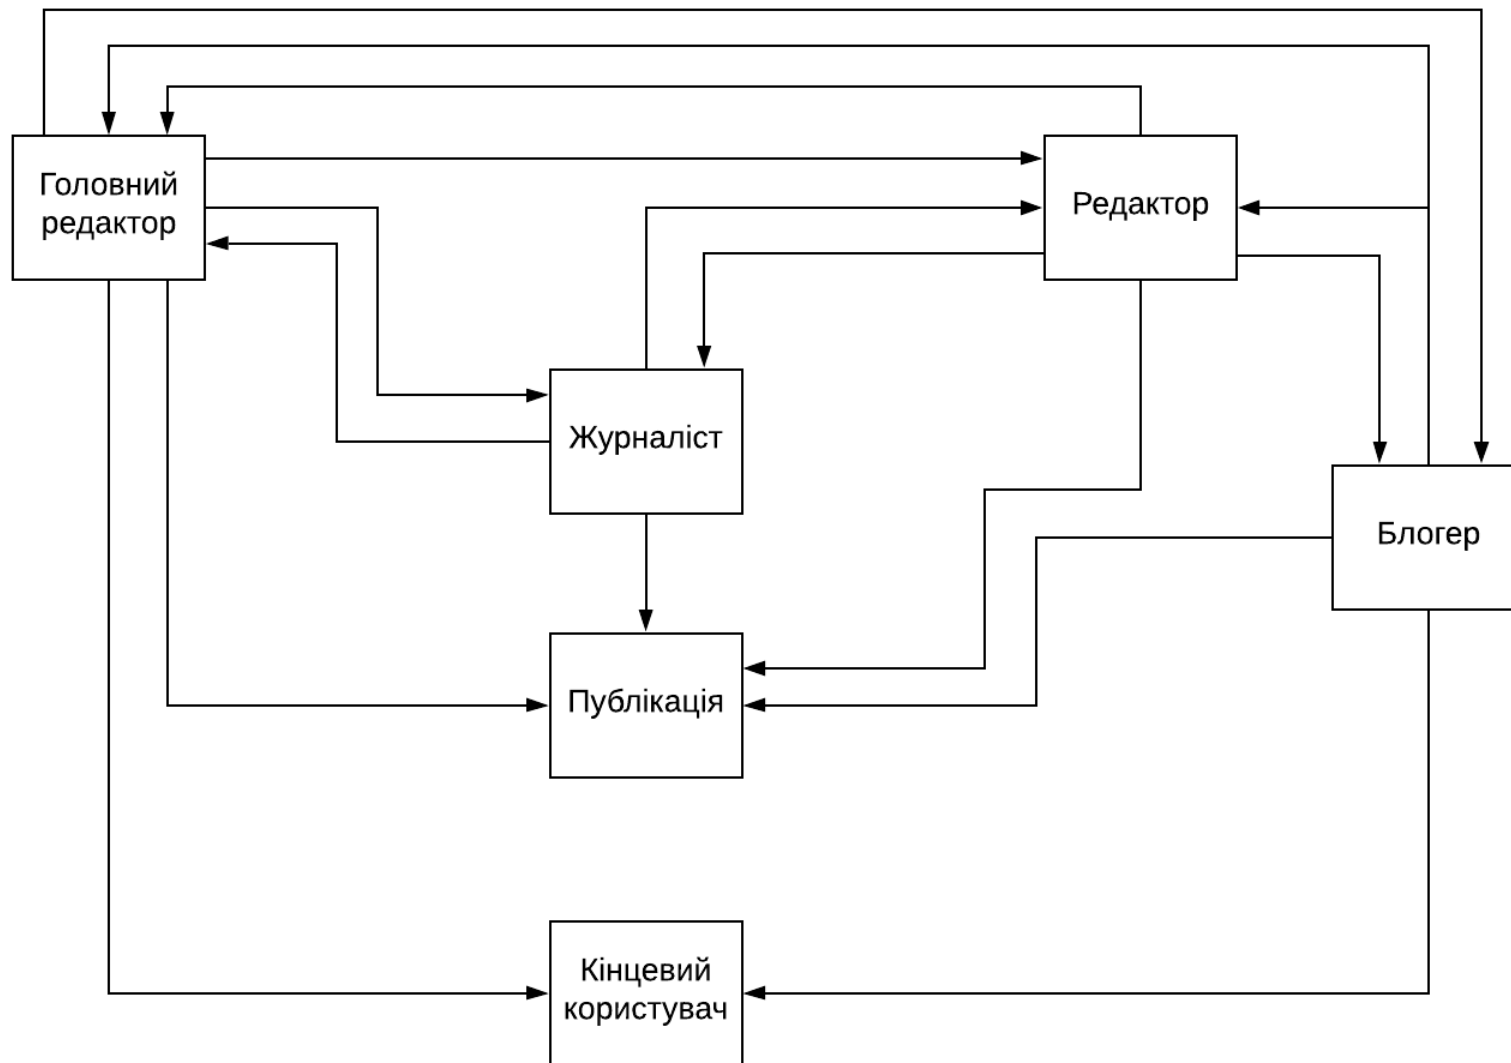 Головний
редактор
Редактор
Журналіст
Блогер
Публікація
Кінцевий
користувач